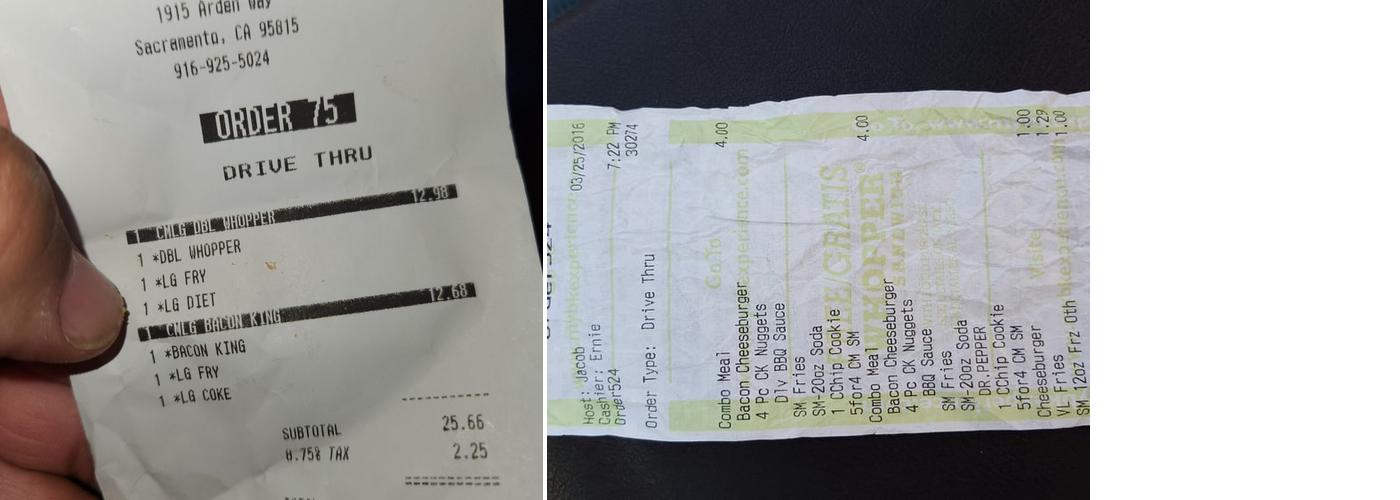 1915 Arden Way
Sacramento, CA 95815
916-925-5024
ORDER 75
DRIVE THRU
1 CMLG DBL WHOPPER 12.98
1 *DBL WHOPPER
1 *LG FRY
1 *LG DIET
1 CMLG BACON KING 12.68
1 *BACON KING
1 *LG FRY
1 *LG COKE
SUBTOTAL 25.66
8.75% TAX 2.25
Host: Jacob 03/25/2016
Cashier: Ernie 7:22 PM
Order524 30274
Order Type: Drive Thru
Combo Meal 4.00
Bacon Cheeseburger
4 Pc CK Nuggets
Dlv BBQ Sauce
SM Fries
SM-20oz Soda
1 CChip Cookie
5for4 CM SM
Combo Meal 4.00
Bacon Cheeseburger
4 Pc CK Nuggets
BBQ Sauce
SM Fries
SM-20oz Soda
DR.PEPPER
1 CChip Cookie
5for4 CM SM
Cheeseburger 1.00
VL Fries 1.29
SM 12oz Frz Oth 1.00
Go To
WHOPPER®
SANDWICH
Visite